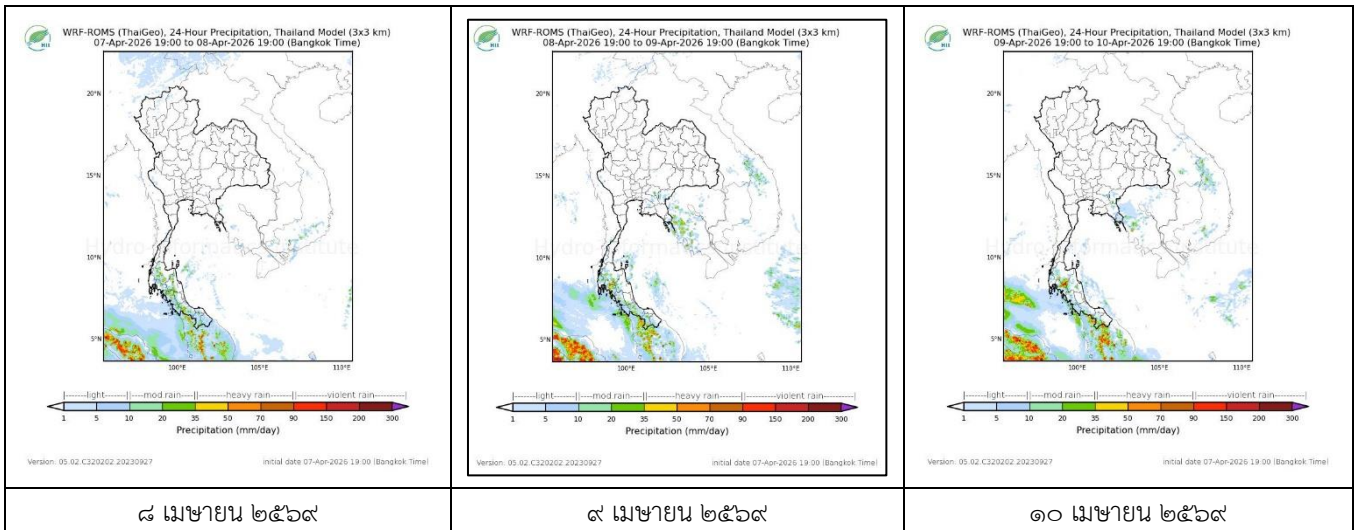 HII
WRF-ROMS (ThaiGeo), 24-Hour Precipitation, Thailand Model (3x3 km)
07-Apr-2026 19:00 to 08-Apr-2026 19:00 (Bangkok Time)
20°N
15°N
10°N
5°N
100°E 105°E 110°E
Hydro-Informatics Institute
|-------light-------||----mod rain----||-------heavy rain-------||------violent rain------|
1 5 10 20 35 50 70 90 150 200 300
Precipitation (mm/day)
Version: 05.02.C320202.20230927 initial date 07-Apr-2026 19:00 (Bangkok Time)
๘ เมษายน ๒๕๖๙
HII
WRF-ROMS (ThaiGeo), 24-Hour Precipitation, Thailand Model (3x3 km)
08-Apr-2026 19:00 to 09-Apr-2026 19:00 (Bangkok Time)
20°N
15°N
10°N
5°N
100°E 105°E 110°E
Hydro-Informatics Institute
|-------light-------||----mod rain----||-------heavy rain-------||------violent rain------|
1 5 10 20 35 50 70 90 150 200 300
Precipitation (mm/day)
Version: 05.02.C320202.20230927 initial date 07-Apr-2026 19:00 (Bangkok Time)
๙ เมษายน ๒๕๖๙
HII
WRF-ROMS (ThaiGeo), 24-Hour Precipitation, Thailand Model (3x3 km)
09-Apr-2026 19:00 to 10-Apr-2026 19:00 (Bangkok Time)
20°N
15°N
10°N
5°N
100°E 105°E 110°E
Hydro-Informatics Institute
|-------light-------||----mod rain----||-------heavy rain-------||------violent rain------|
1 5 10 20 35 50 70 90 150 200 300
Precipitation (mm/day)
Version: 05.02.C320202.20230927 initial date 07-Apr-2026 19:00 (Bangkok Time)
๑๐ เมษายน ๒๕๖๙